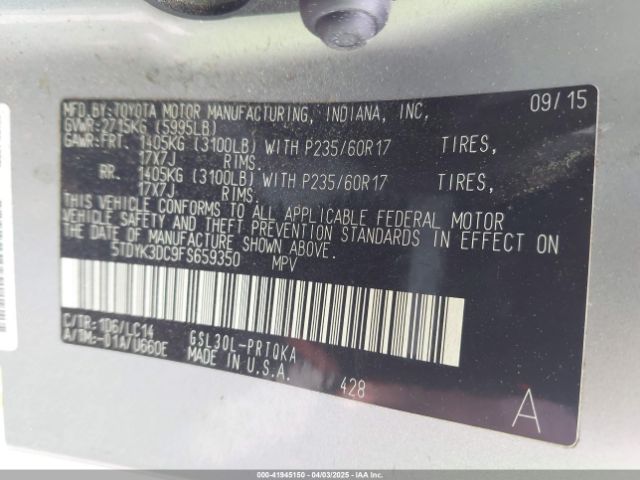 MFD.BY:TOYOTA MOTOR MANUFACTURING, INDIANA, INC. 09/15
GVWR:2715KG (5995LB)
GAWR:FRT. 1405KG (3100LB) WITH P235/60R17 TIRES,
17X7J RIMS.
RR. 1405KG (3100LB) WITH P235/60R17 TIRES,
17X7J RIMS.
THIS VEHICLE CONFORMS TO ALL APPLICABLE FEDERAL MOTOR
VEHICLE SAFETY AND THEFT PREVENTION STANDARDS IN EFFECT ON
THE DATE OF MANUFACTURE SHOWN ABOVE.
5TDYK3DC9FS659350 MPV
C/TR:1D6/LC14 GSL30L-PRTQKA
A/TM:-01A/U660E MADE IN U.S.A.
428
A
000-41945150 - 04/03/2025 - IAA Inc.